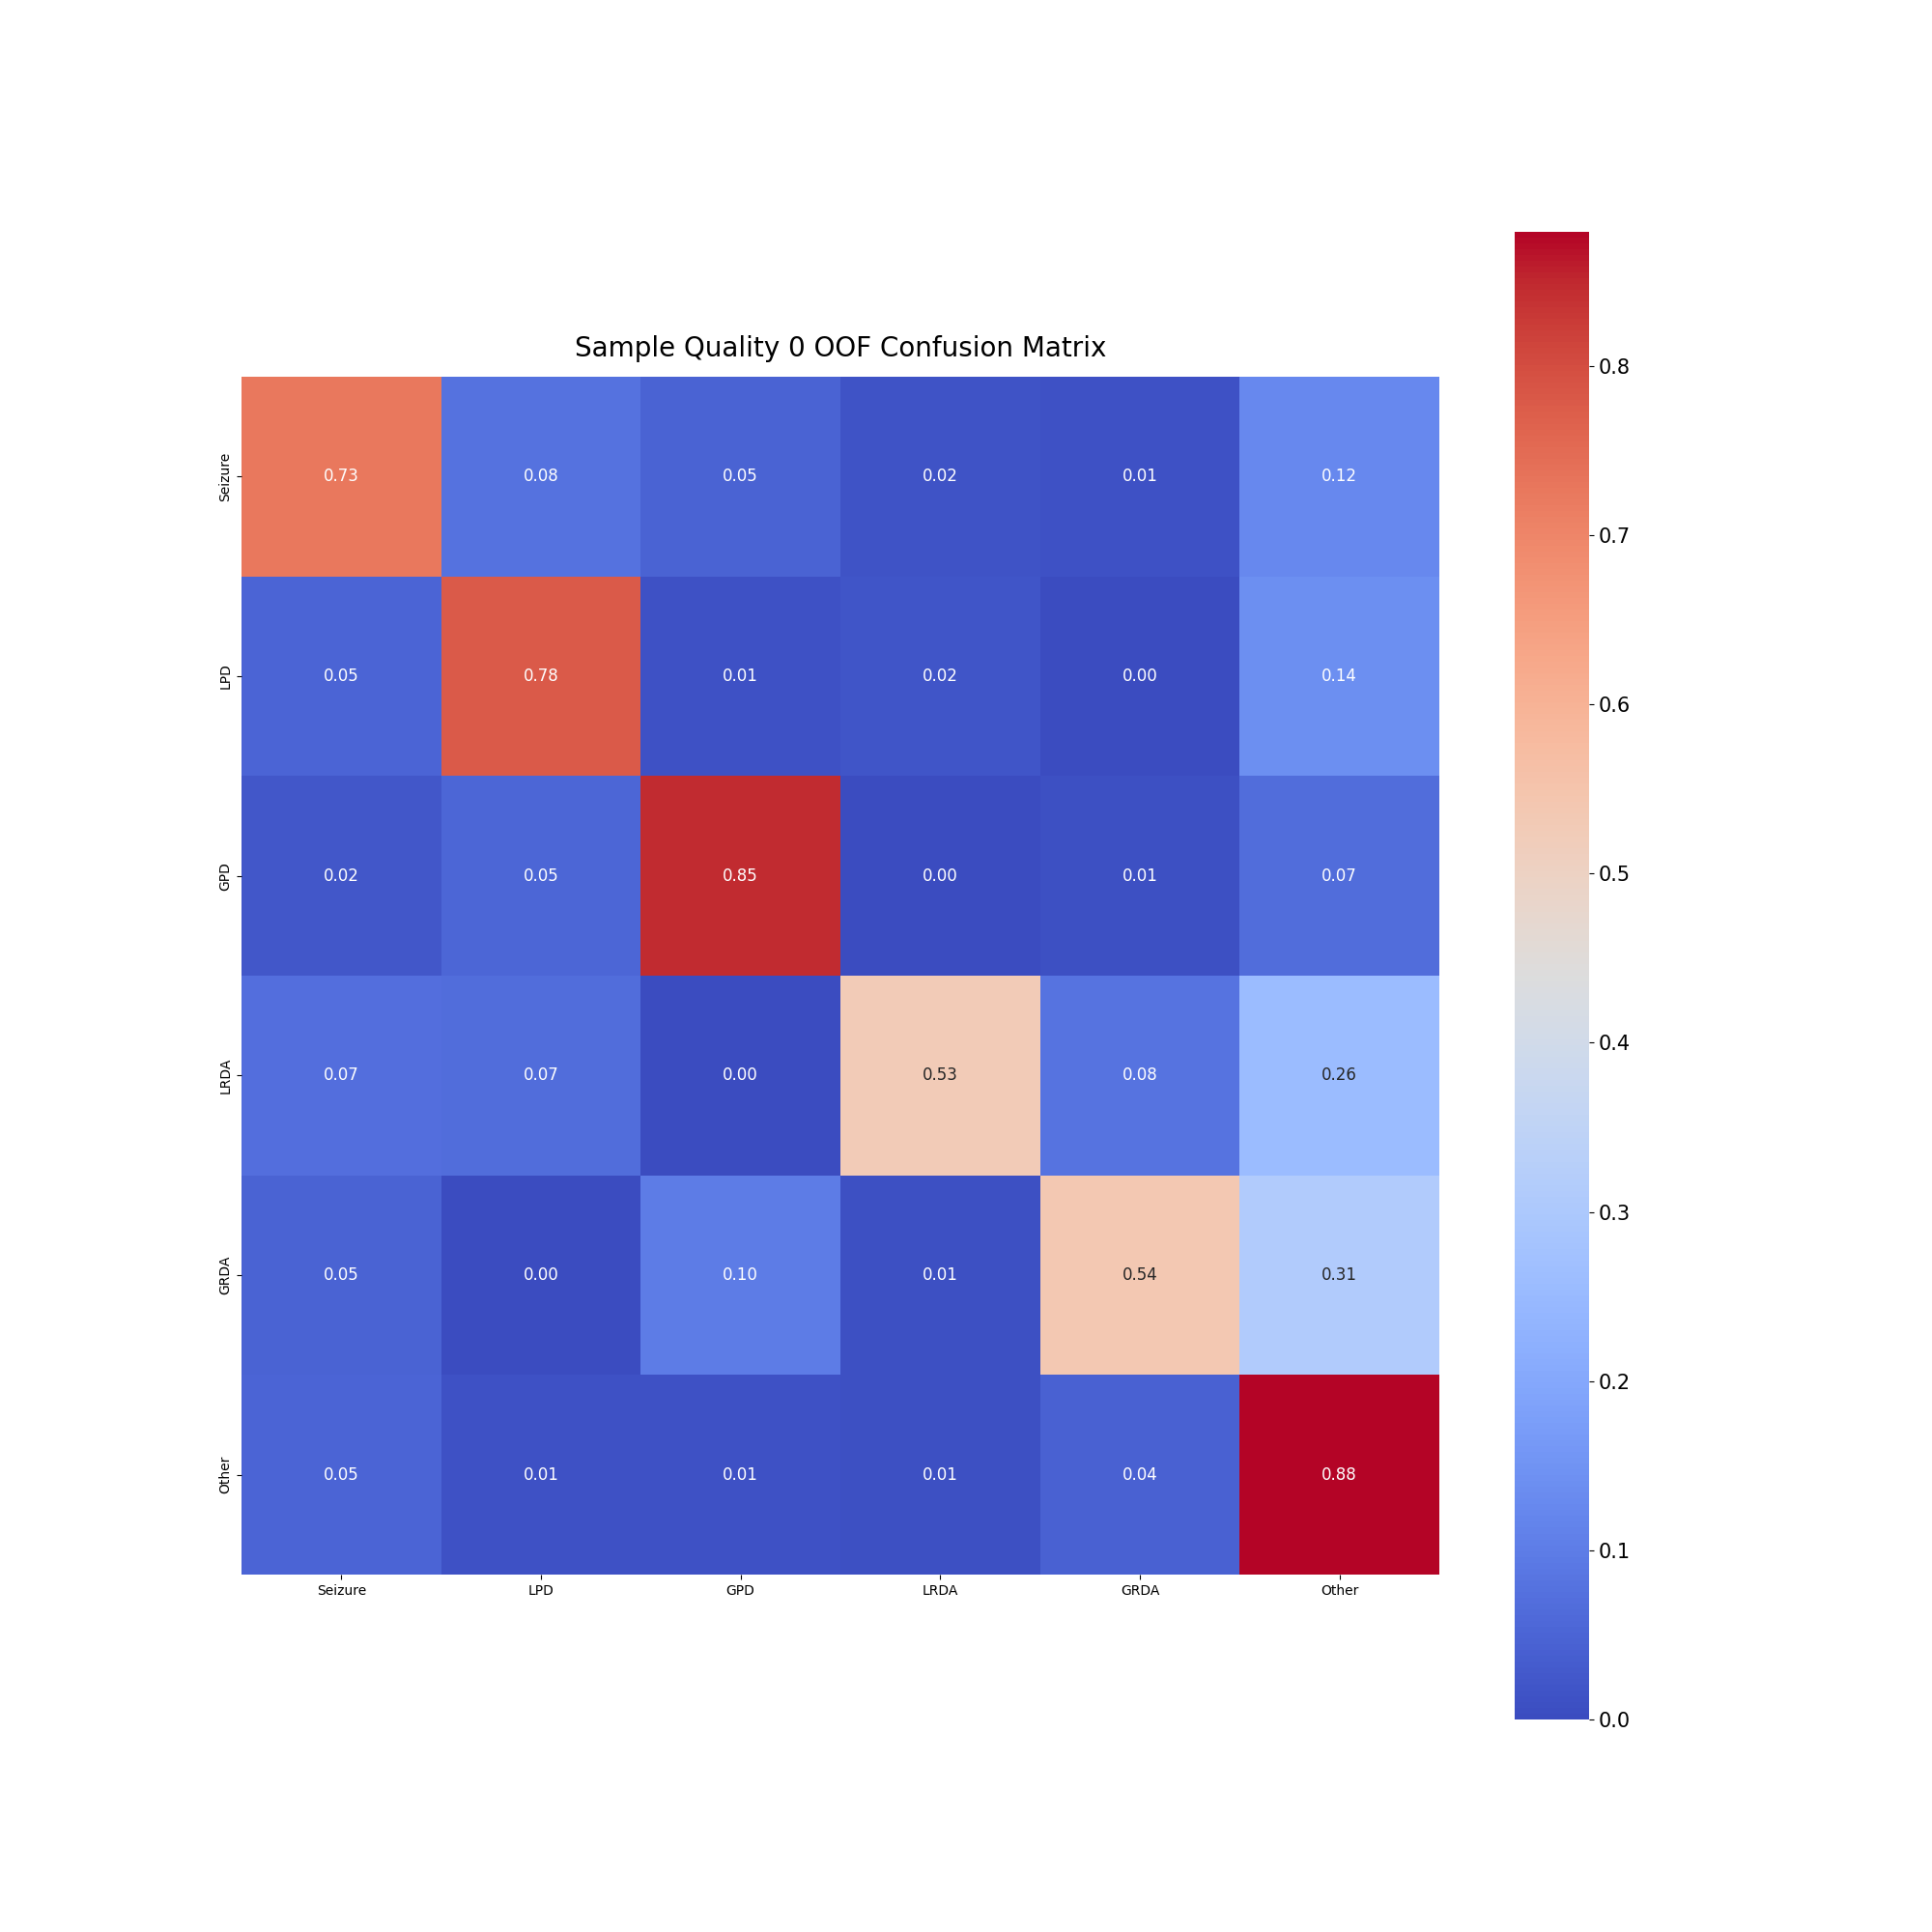 Sample Quality 0 OOF Confusion Matrix
Seizure 0.73 0.08 0.05 0.02 0.01 0.12
LPD 0.05 0.78 0.01 0.02 0.00 0.14
GPD 0.02 0.05 0.85 0.00 0.01 0.07
LRDA 0.07 0.07 0.00 0.53 0.08 0.26
GRDA 0.05 0.00 0.10 0.01 0.54 0.31
Other 0.05 0.01 0.01 0.01 0.04 0.88
Seizure LPD GPD LRDA GRDA Other
0.8
0.7
0.6
0.5
0.4
0.3
0.2
0.1
0.0